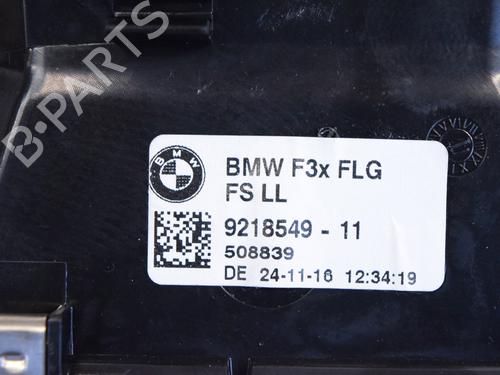 B-PARTS
BMW
BMW F3x FLG
FS LL
9218549 - 11
508839
DE 24-11-16 12:34:19